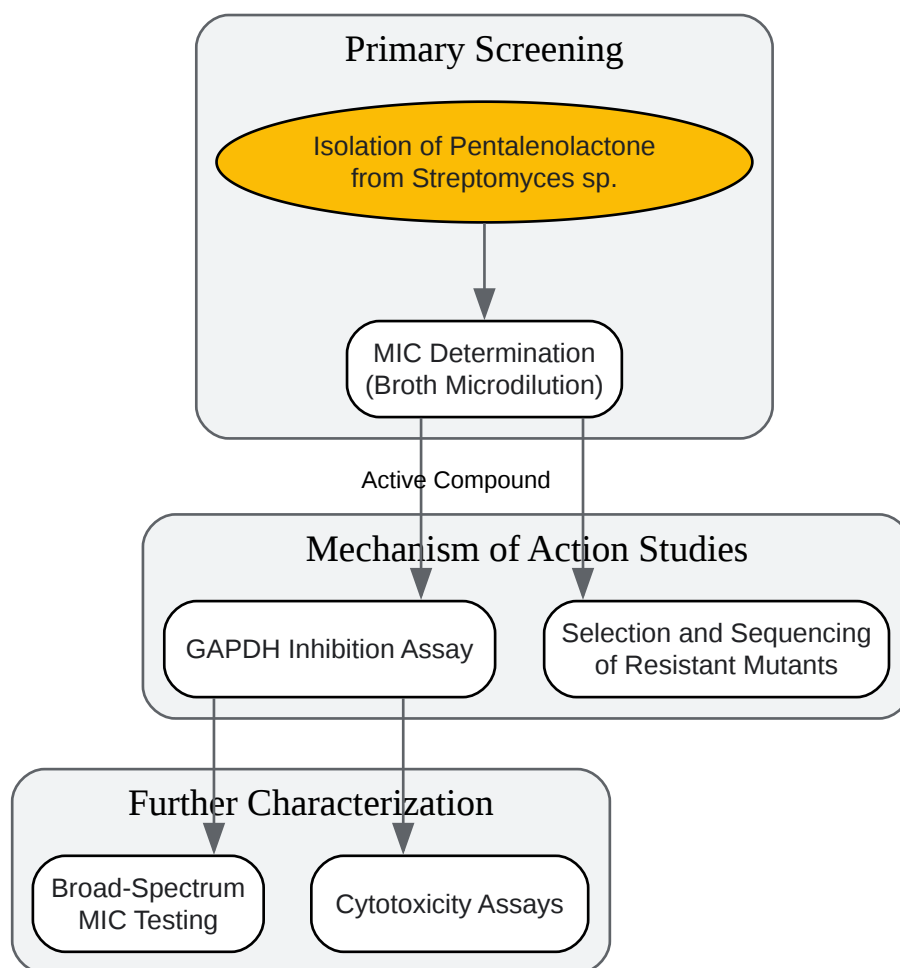 Primary Screening
Isolation of Pentalenolactone
from Streptomyces sp.
MIC Determination
(Broth Microdilution)
Active Compound
Mechanism of Action Studies
GAPDH Inhibition Assay
Selection and Sequencing
of Resistant Mutants
Further Characterization
Broad-Spectrum
MIC Testing
Cytotoxicity Assays